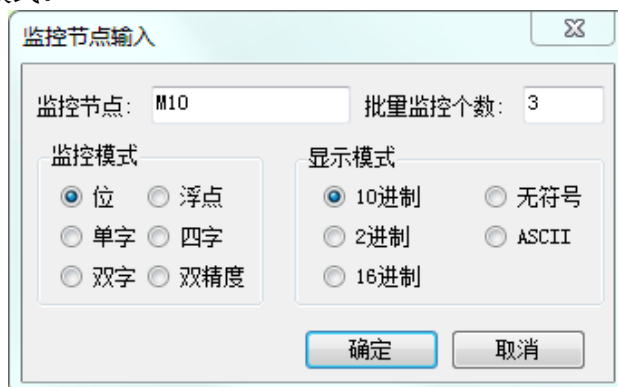 监控节点输入
监控节点: M10 批量监控个数: 3
监控模式 显示模式
位 浮点 10进制 无符号
单字 四字 2进制 ASCII
双字 双精度 16进制
确定 取消